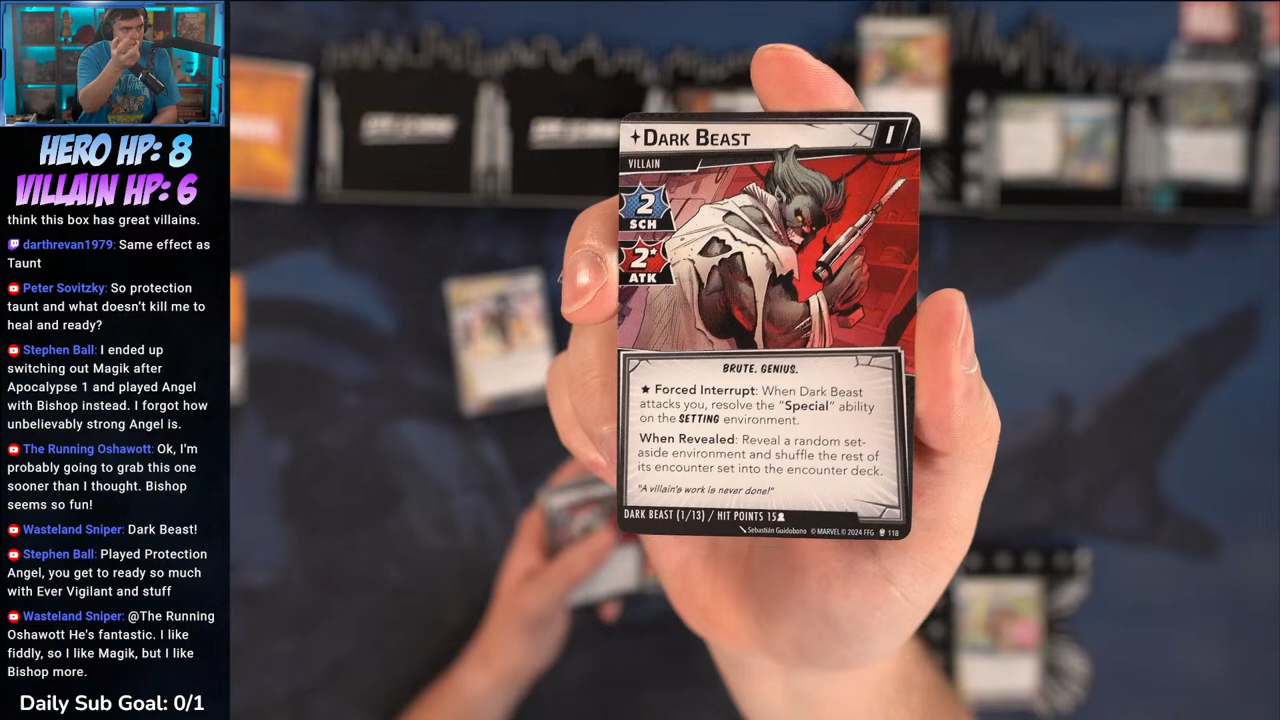 HERO HP: 8
VILLAIN HP: 6
think this box has great villains.
darthrevan1979: Same effect as
Taunt
Peter Sovitzky: So protection
taunt and what doesn't kill me to
heal and ready?
Stephen Ball: I ended up
switching out Magik after
Apocalypse 1 and played Angel
with Bishop instead. I forgot how
unbelievably strong Angel is.
The Running Oshawott: Ok, I'm
probably going to grab this one
sooner than I thought. Bishop
seems so fun!
Wasteland Sniper: Dark Beast!
Stephen Ball: Played Protection
Angel, you get to ready so much
with Ever Vigilant and stuff
Wasteland Sniper: @The Running
Oshawott He's fantastic. I like
fiddly, so I like Magik, but I like
Bishop more.
Daily Sub Goal: 0/1
DARK BEAST
I
VILLAIN
2
SCH
2*
ATK
BRUTE. GENIUS.
★ Forced Interrupt: When Dark Beast
attacks you, resolve the "Special" ability
on the SETTING environment.
When Revealed: Reveal a random set-
aside environment and shuffle the rest of
its encounter set into the encounter deck.
"A villain's work is never done!"
DARK BEAST (1/13) / HIT POINTS 15
Sebastián Guidobono © MARVEL © 2024 FFG 118